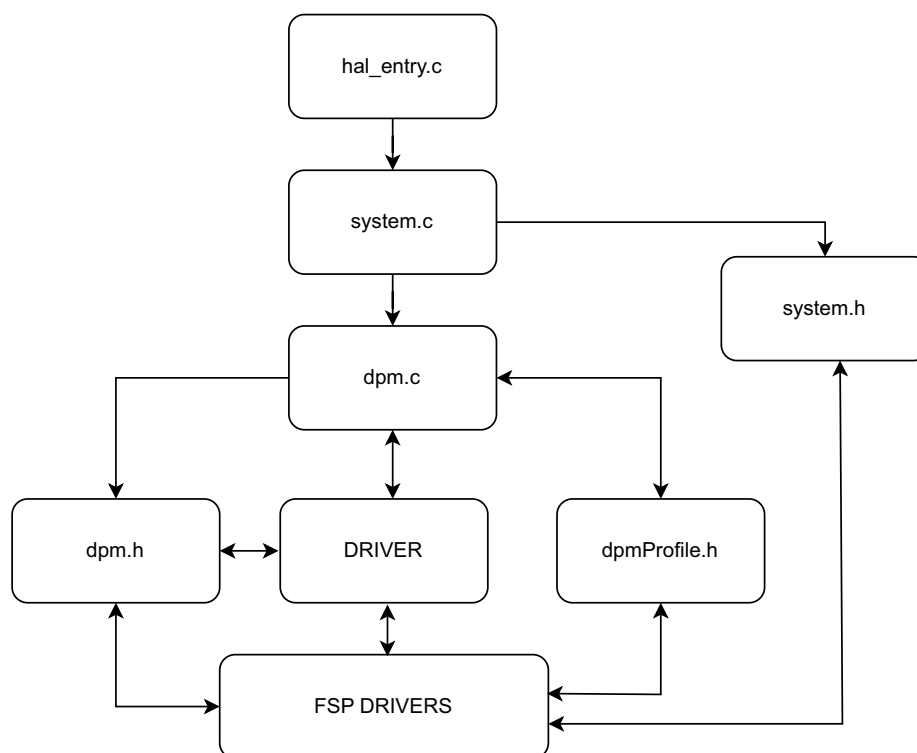 hal_entry.c
system.c
system.h
dpm.c
dpm.h
DRIVER
dpmProfile.h
FSP DRIVERS